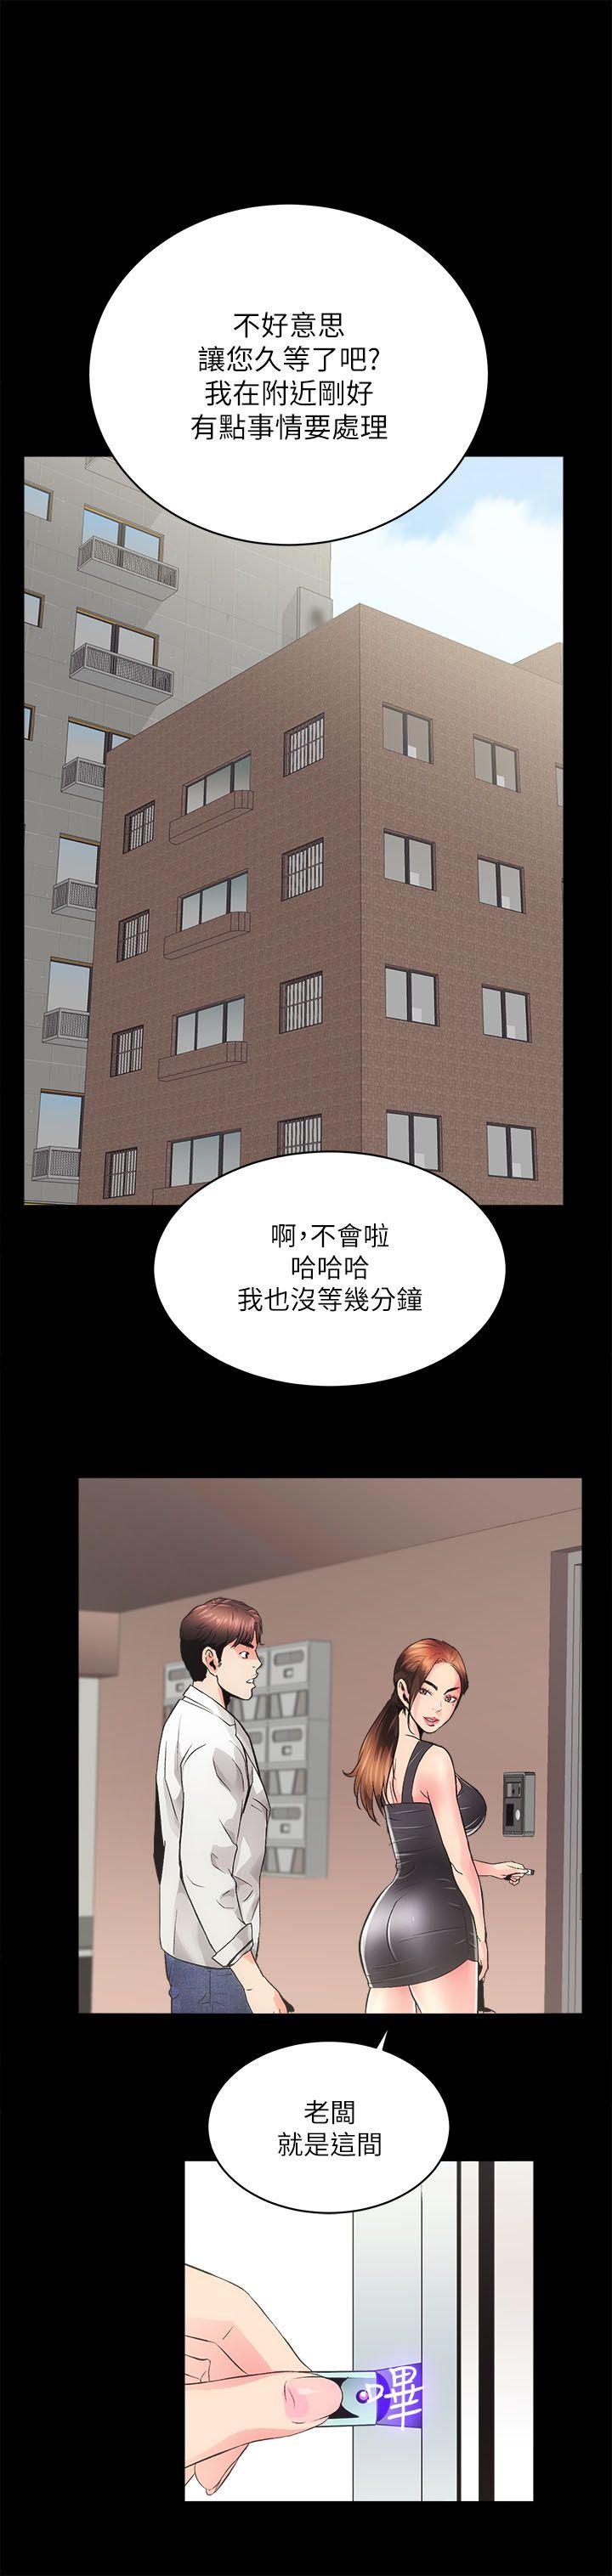 不好意思
讓您久等了吧?
我在附近剛好
有點事情要處理
啊,不會啦
哈哈哈
我也沒等幾分鐘
老闆
就是這間
嗶